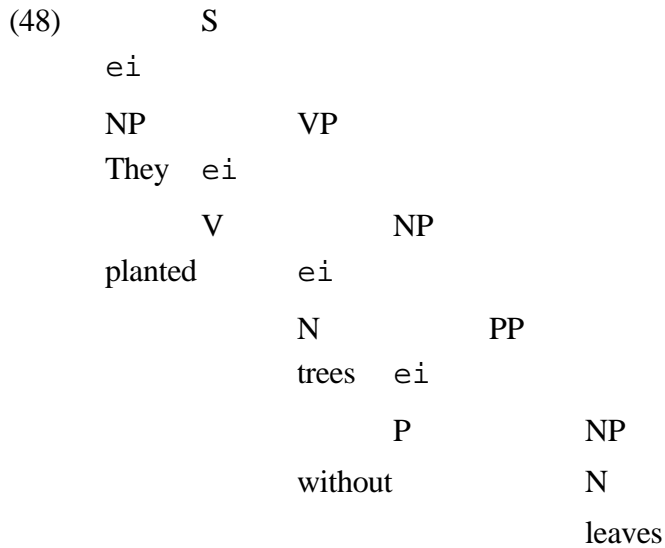 (48) S
ei
NP VP
They ei
V NP
planted ei
N PP
trees ei
P NP
without N
leaves